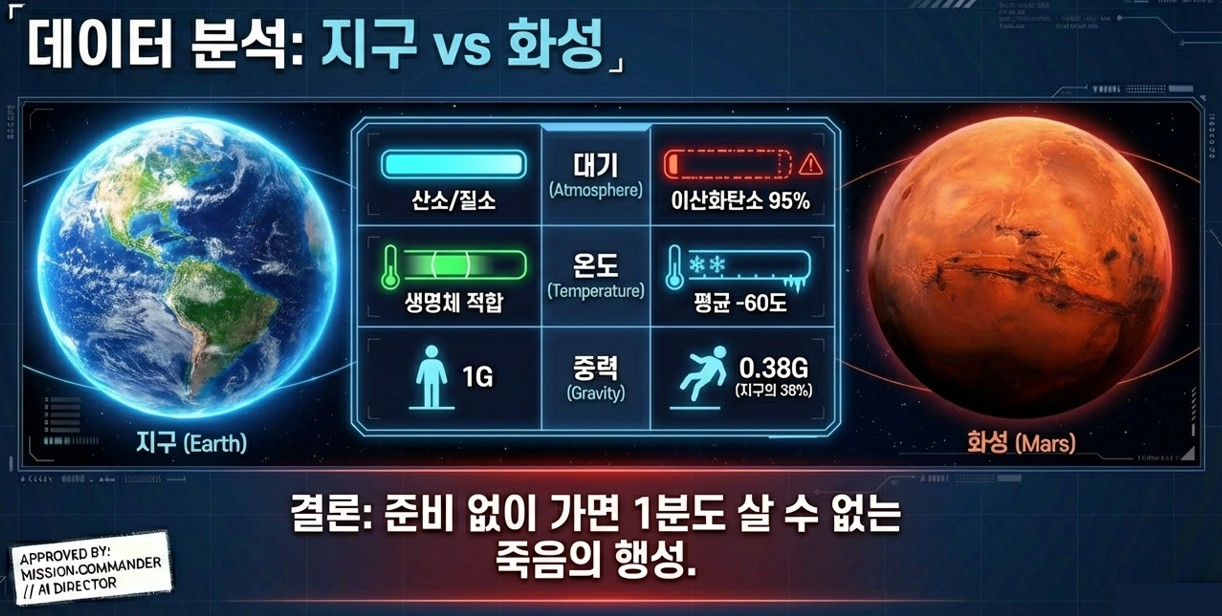 데이터 분석: 지구 vs 화성
산소/질소
대기
(Atmosphere)
이산화탄소 95%
생명체 적합
온도
(Temperature)
평균 -60도
1G
중력
(Gravity)
0.38G
(지구의 38%)
지구 (Earth)
화성 (Mars)
결론: 준비 없이 가면 1분도 살 수 없는
죽음의 행성.
APPROVED BY:
MISSION-COMMANDER
// AI DIRECTOR